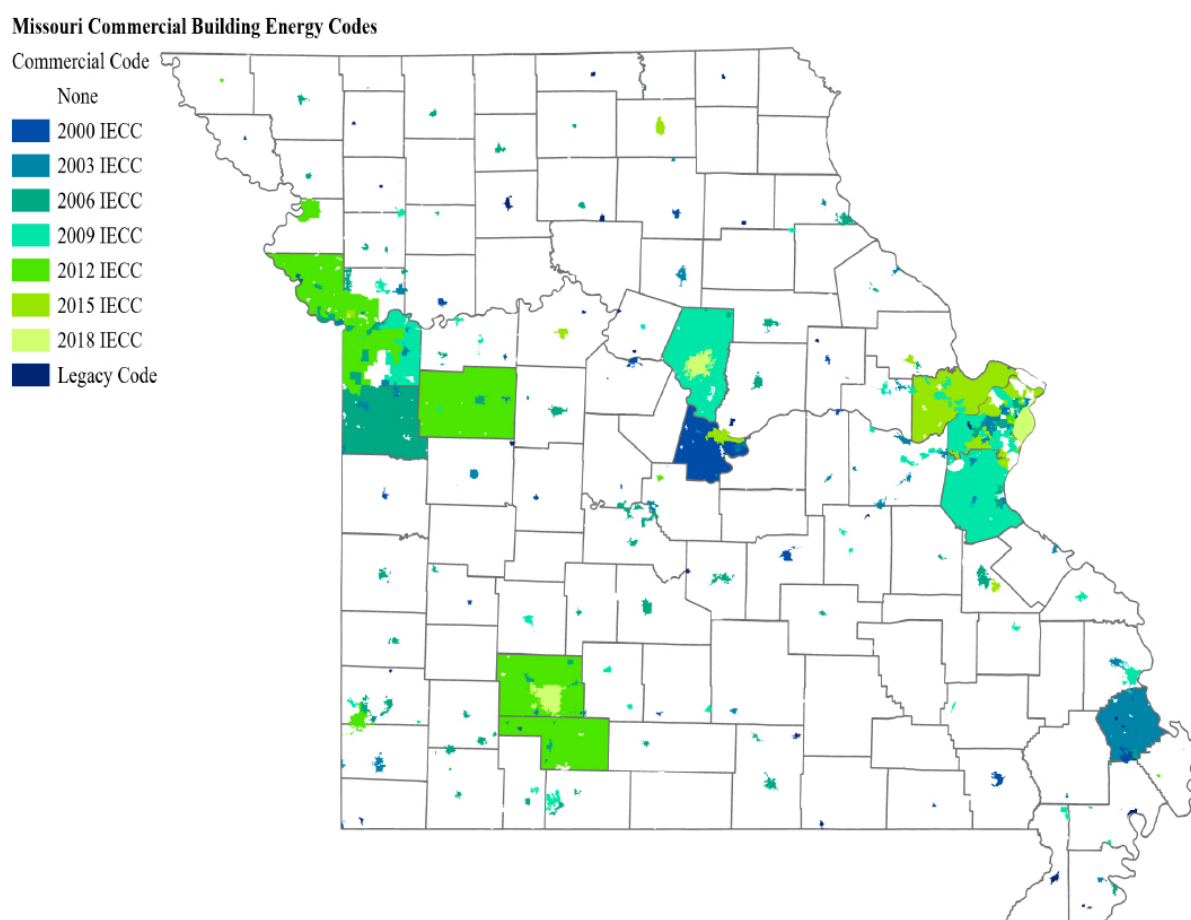 Missouri Commercial Building Energy Codes
Commercial Code
None
2000 IECC
2003 IECC
2006 IECC
2009 IECC
2012 IECC
2015 IECC
2018 IECC
Legacy Code